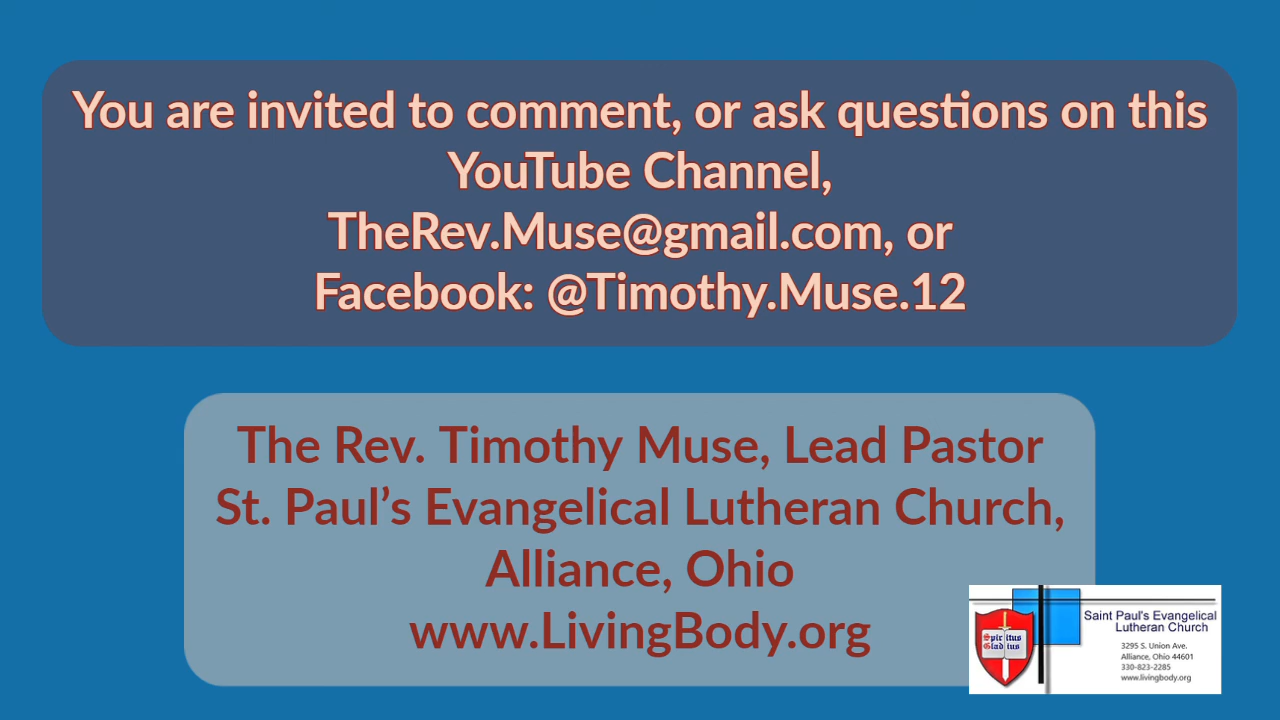 You are invited to comment, or ask questions on this
YouTube Channel,
TheRev.Muse@gmail.com, or
Facebook: @Timothy.Muse.12
The Rev. Timothy Muse, Lead Pastor
St. Paul’s Evangelical Lutheran Church,
Alliance, Ohio
www.LivingBody.org
Saint Paul's Evangelical
Lutheran Church
Spiritus
Gladius
3295 S. Union Ave.
Alliance, Ohio 44601
330-823-2285
www.livingbody.org